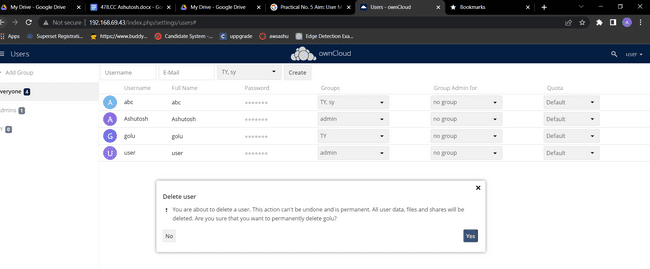 My Drive - Google Drive
478.CC Ashutosh.docx - G
My Drive - Google Drive
Practical No. 5 Aim: User M
Users - ownCloud
Bookmarks
Not secure | 192.168.69.43/index.php/settings/users#
Apps
Superset Registrati...
https://www.buddy...
Candidate System -...
uppgrade
awsashu
Edge Detection Exa...
Users
ownCloud
user
Add Group
Username
E-Mail
TY, sy
Create
veryone 4
Username
Full Name
Password
Groups
Group Admin for
Quota
dmins 1
abc
abc
TY, sy
no group
Default
0
Ashutosh
Ashutosh
admin
no group
Default
golu
golu
TY
no group
Default
user
user
admin
no group
Default
Delete user
You are about to delete a user. This action can't be undone and is permanent. All user data, files and shares will be
deleted. Are you sure that you want to permanently delete golu?
No
Yes